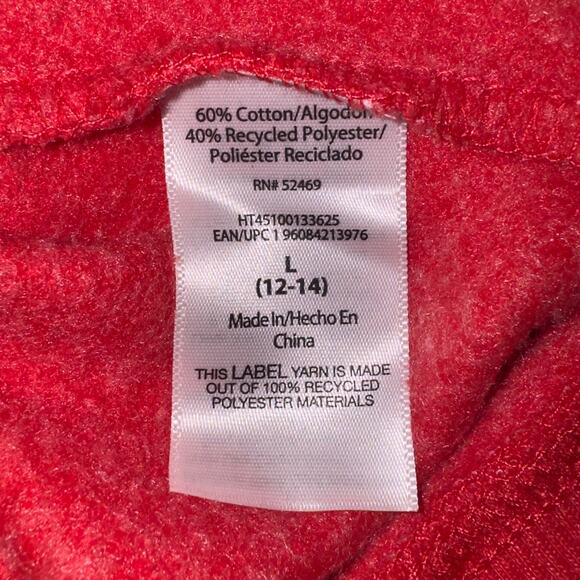 60% Cotton/Algodón
40% Recycled Polyester/
Poliéster Reciclado
RN# 52469
HT45100133625
EAN/UPC 1 96084213976
L
(12-14)
Made In/Hecho En
China
THIS LABEL YARN IS MADE
OUT OF 100% RECYCLED
POLYESTER MATERIALS